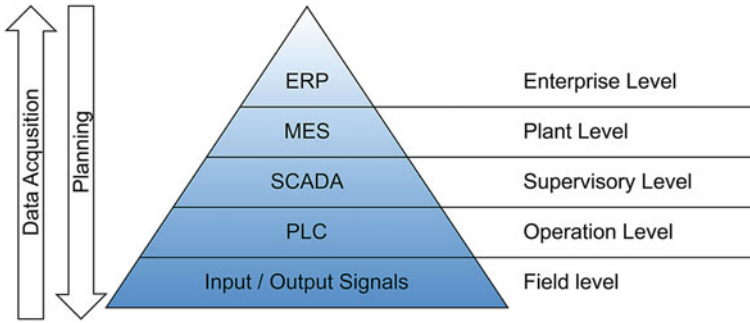 Data Acqusition
Planning
ERP
Enterprise Level
MES
Plant Level
SCADA
Supervisory Level
PLC
Operation Level
Input / Output Signals
Field level